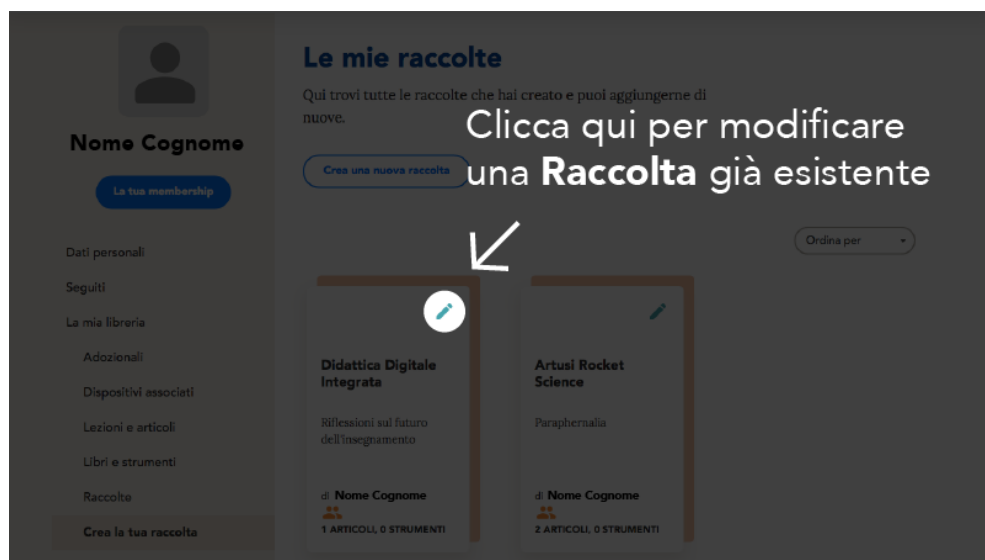 Le mie raccolte
Qui trovi tutte le raccolte che hai creato e puoi aggiungerne di
nuove.
Clicca qui per modificare
una Raccolta già esistente
Nome Cognome
Crea una nuova raccolta
La tua membership
Ordina per
Dati personali
Seguiti
La mia libreria
Adozionali
Dispositivi associati
Lezioni e articoli
Libri e strumenti
Raccolte
Crea la tua raccolta
Didattica Digitale
Integrata
Riflessioni sul futuro
dell'insegnamento
di Nome Cognome
1 ARTICOLI, 0 STRUMENTI
Artusi Rocket
Science
Paraphernalia
di Nome Cognome
2 ARTICOLI, 0 STRUMENTI